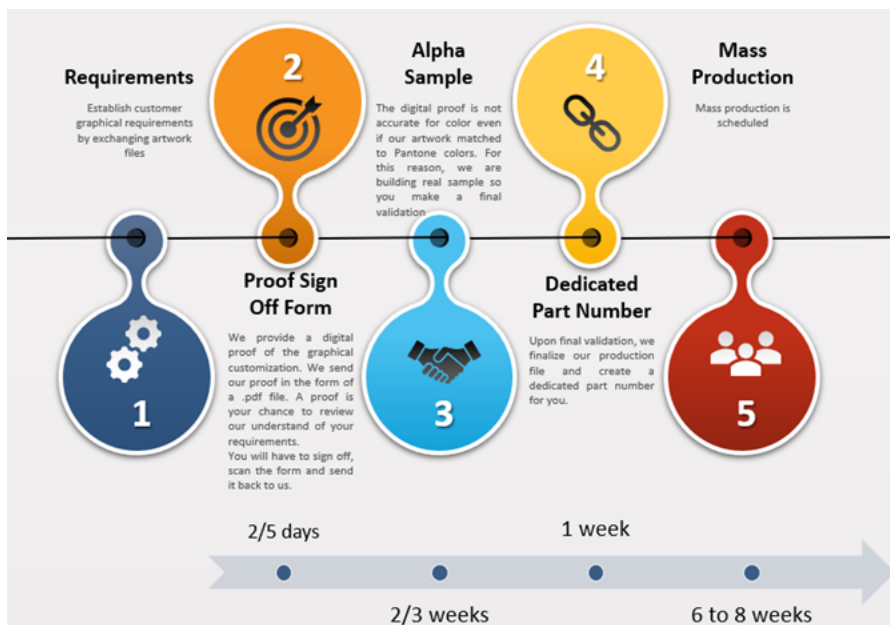 Requirements
Establish customer
graphical requirements
by exchanging artwork
files
2
Alpha
Sample
The digital proof is not
accurate for color even
if our artwork matched
to Pantone colors. For
this reason, we are
building real sample so
you make a final
validation
4
Mass
Production
Mass production is
scheduled
1
Proof Sign
Off Form
We provide a digital
proof of the graphical
customization. We send
our proof in the form of
a .pdf file. A proof is
your chance to review
our understand of your
requirements.
You will have to sign off,
scan the form and send
it back to us.
3
Dedicated
Part Number
Upon final validation, we
finalize our production
file and create a
dedicated part number
for you.
5
2/5 days
1 week
2/3 weeks
6 to 8 weeks